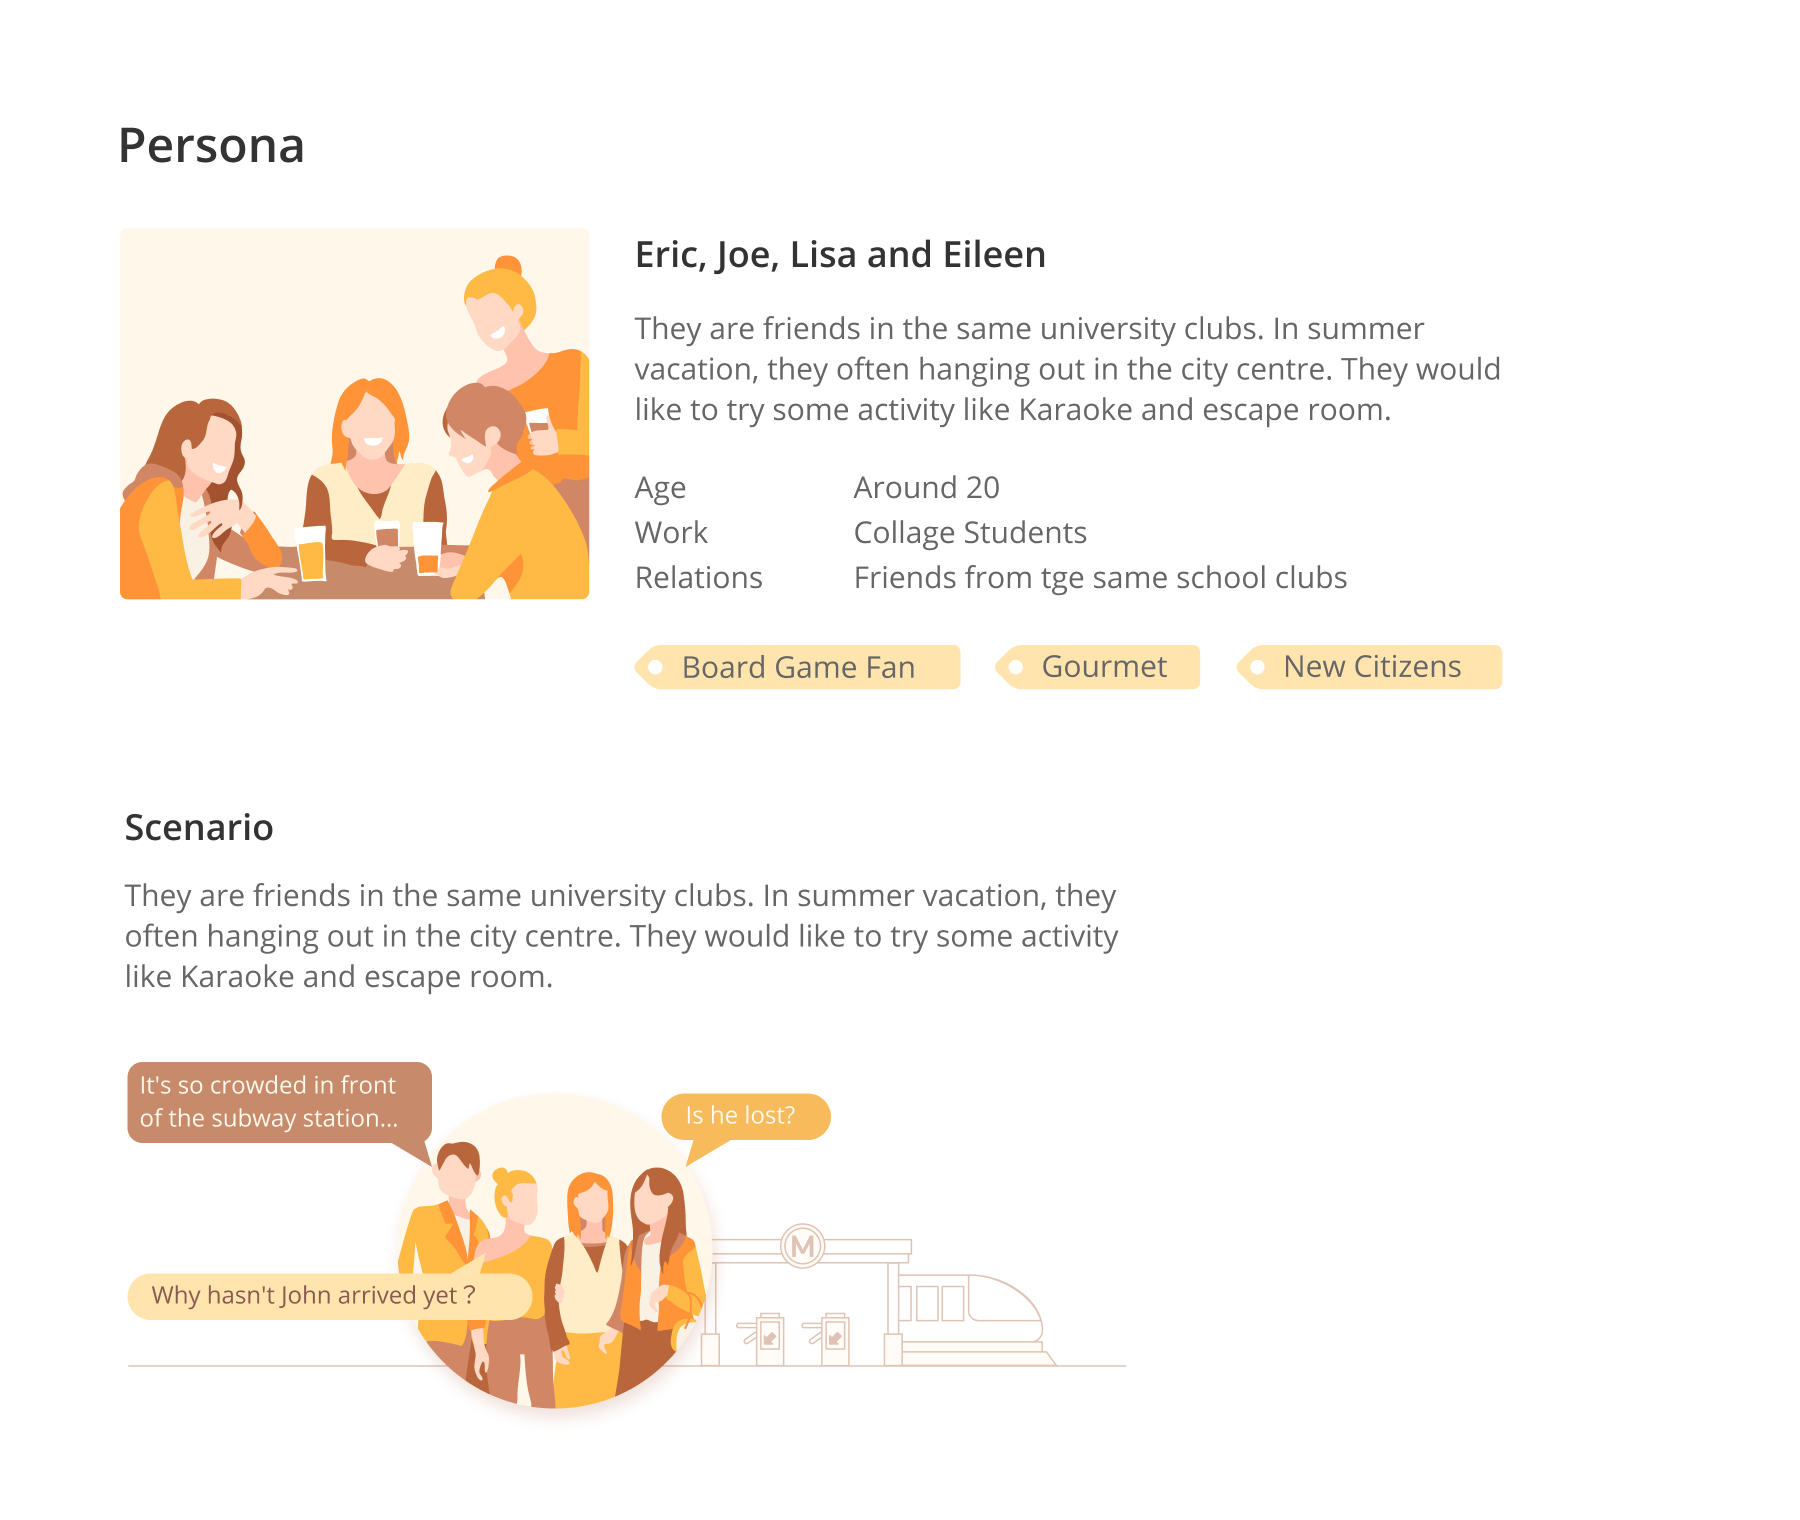 Persona
Eric, Joe, Lisa and Eileen
They are friends in the same university clubs. In summer
vacation, they often hanging out in the city centre. They would
like to try some activity like Karaoke and escape room.
Age Around 20
Work Collage Students
Relations Friends from tge same school clubs
Board Game Fan Gourmet New Citizens
Scenario
They are friends in the same university clubs. In summer vacation, they
often hanging out in the city centre. They would like to try some activity
like Karaoke and escape room.
It's so crowded in front
of the subway station...
Is he lost?
M
Why hasn't John arrived yet ?